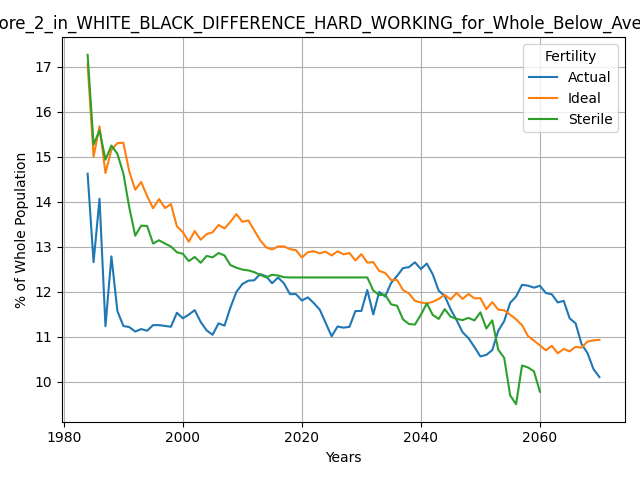 ore_2_in_WHITE_BLACK_DIFFERENCE_HARD_WORKING_for_Whole_Below_Ave
Fertility
Actual
Ideal
Sterile
% of Whole Population
17
16
15
14
13
12
11
10
1980
2000
2020
2040
2060
Years